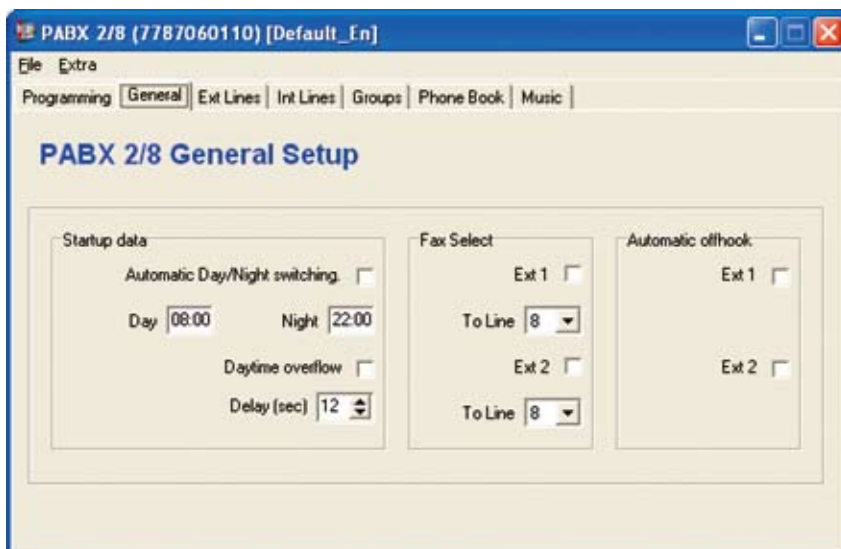 PABX 2/8 (7787060110) [Default_En]
File Extra
Programming General Ext Lines Int Lines Groups Phone Book Music
PABX 2/8 General Setup
Startup data
Automatic Day/Night switching.
Day 08:00 Night 22:00
Daytime overflow
Delay (sec) 12
Fax Select
Ext 1
To Line 8
Ext 2
To Line 8
Automatic offhook
Ext 1
Ext 2